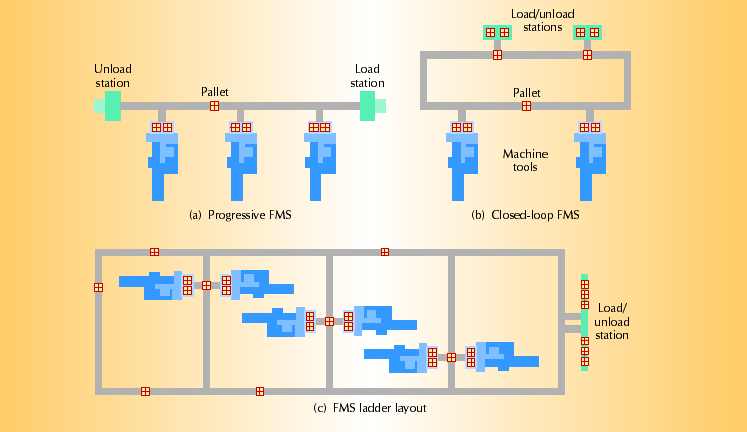 Load/unload
stations
Unload
station
Load
station
Pallet
Pallet
Machine
tools
(a) Progressive FMS
(b) Closed-loop FMS
Load/
unload
station
(c) FMS ladder layout